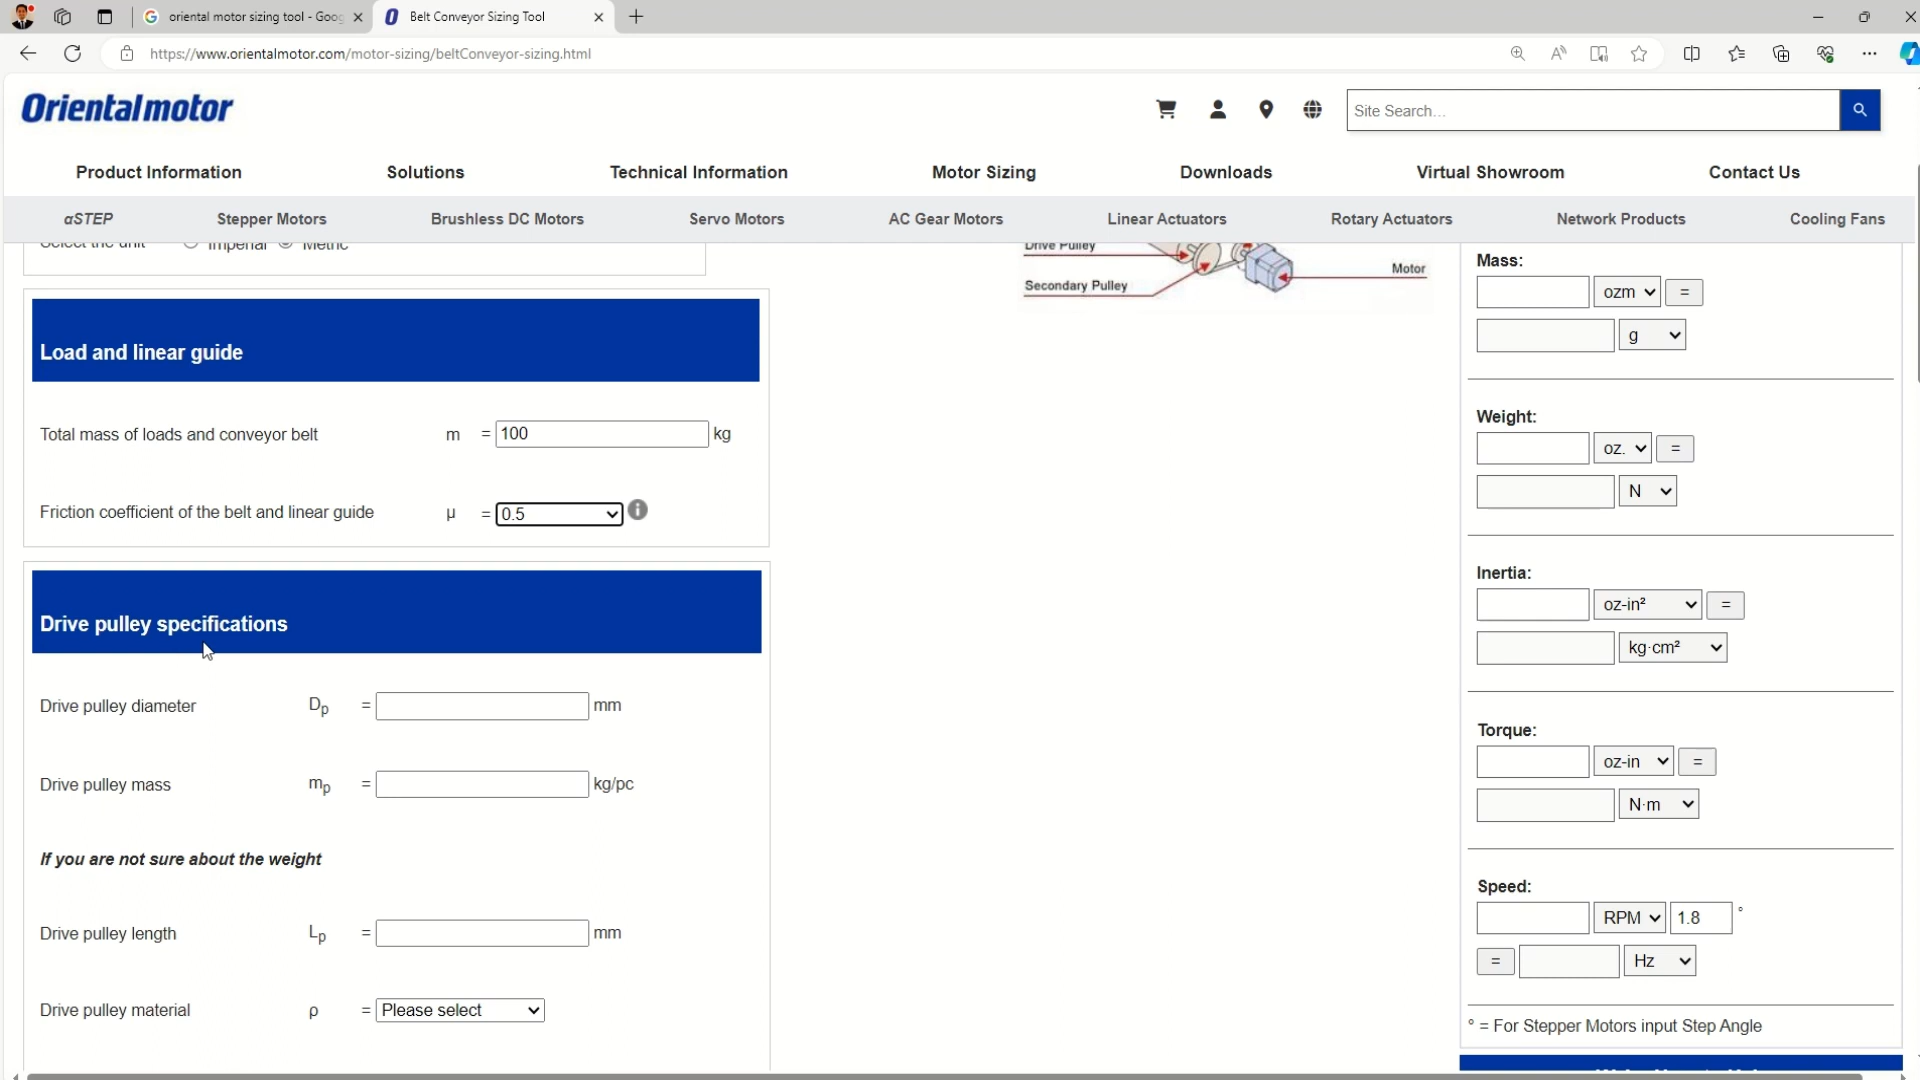 oriental motor sizing tool - Goog
Belt Conveyor Sizing Tool
https://www.orientalmotor.com/motor-sizing/beltConveyor-sizing.html
Orientalmotor
Site Search...
Product Information
Solutions
Technical Information
Motor Sizing
Downloads
Virtual Showroom
Contact Us
αSTEP
Stepper Motors
Brushless DC Motors
Servo Motors
AC Gear Motors
Linear Actuators
Rotary Actuators
Network Products
Cooling Fans
Select the unit Imperial Metric
Drive Pulley
Secondary Pulley
Motor
Load and linear guide
Total mass of loads and conveyor belt m = 100 kg
Friction coefficient of the belt and linear guide μ = 0.5
Drive pulley specifications
Drive pulley diameter Dp = mm
Drive pulley mass mp = kg/pc
If you are not sure about the weight
Drive pulley length Lp = mm
Drive pulley material ρ = Please select
Mass:
ozm =
g
Weight:
oz. =
N
Inertia:
oz-in² =
kg·cm²
Torque:
oz-in =
N·m
Speed:
RPM 1.8 °
= Hz
° = For Stepper Motors input Step Angle